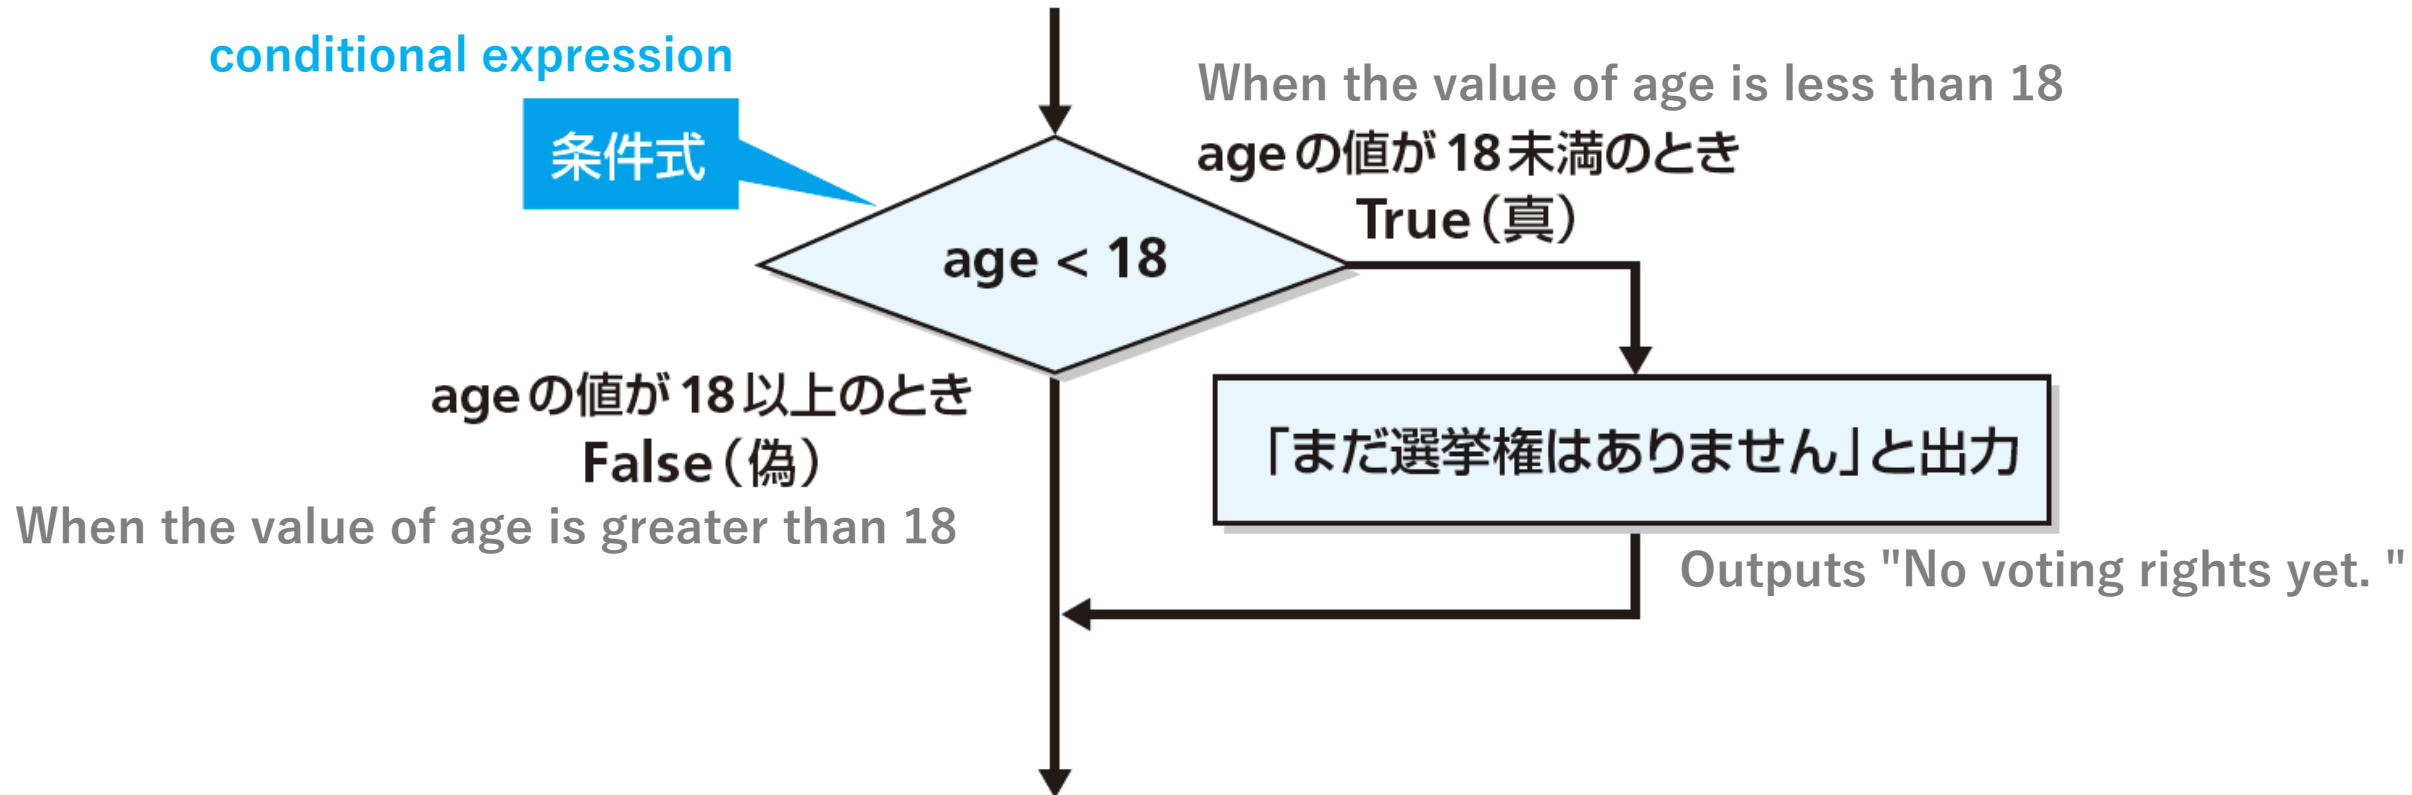 conditional expression
条件式
When the value of age is less than 18
ageの値が18未満のとき
True(真)
age < 18
ageの値が18以上のとき
False(偽)
When the value of age is greater than 18
「まだ選挙権はありません」と出力
Outputs "No voting rights yet. "